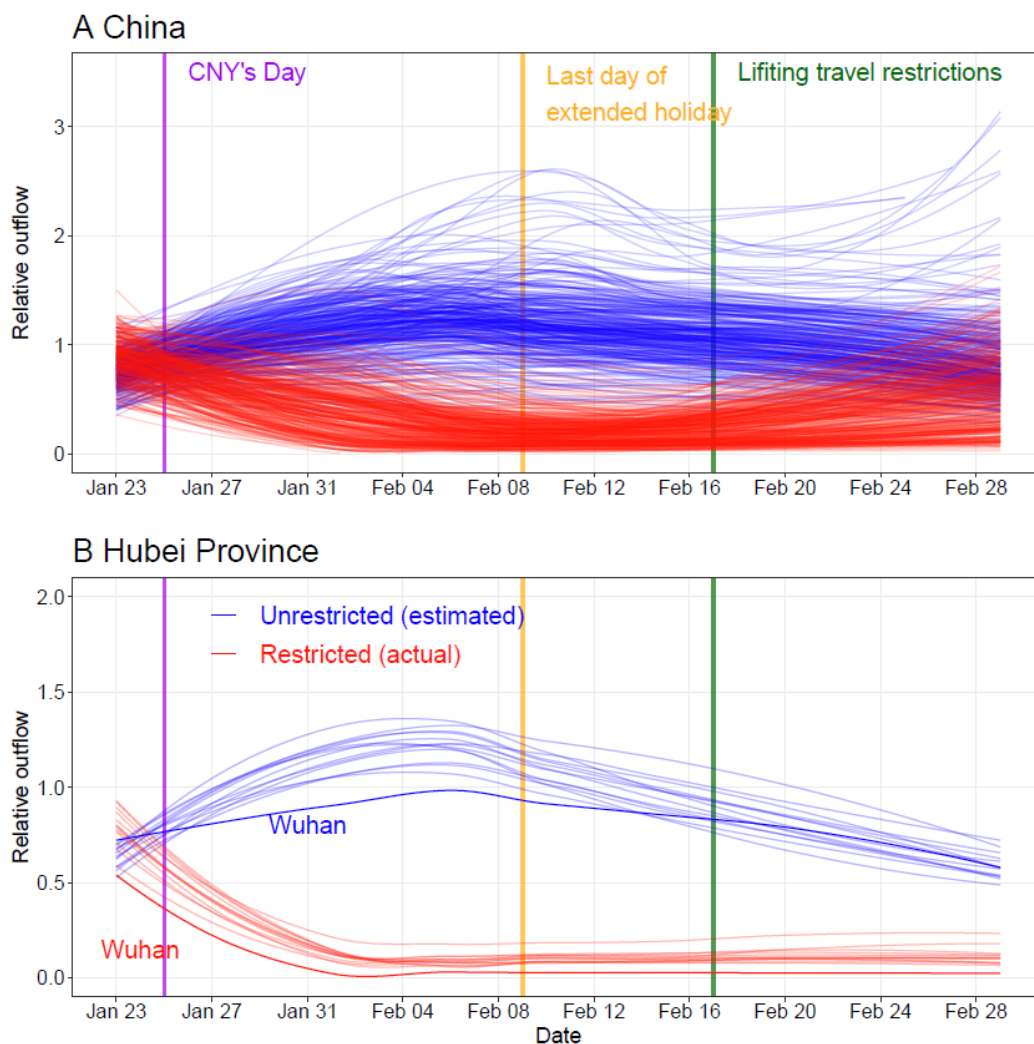 A China
CNY's Day
Last day of
extended holiday
Lifiting travel restrictions
Relative outflow
3
2
1
0
Jan 23 Jan 27 Jan 31 Feb 04 Feb 08 Feb 12 Feb 16 Feb 20 Feb 24 Feb 28
B Hubei Province
Unrestricted (estimated)
Restricted (actual)
Relative outflow
2.0
1.5
1.0
0.5
0.0
Wuhan
Wuhan
Jan 23 Jan 27 Jan 31 Feb 04 Feb 08 Feb 12 Feb 16 Feb 20 Feb 24 Feb 28
Date